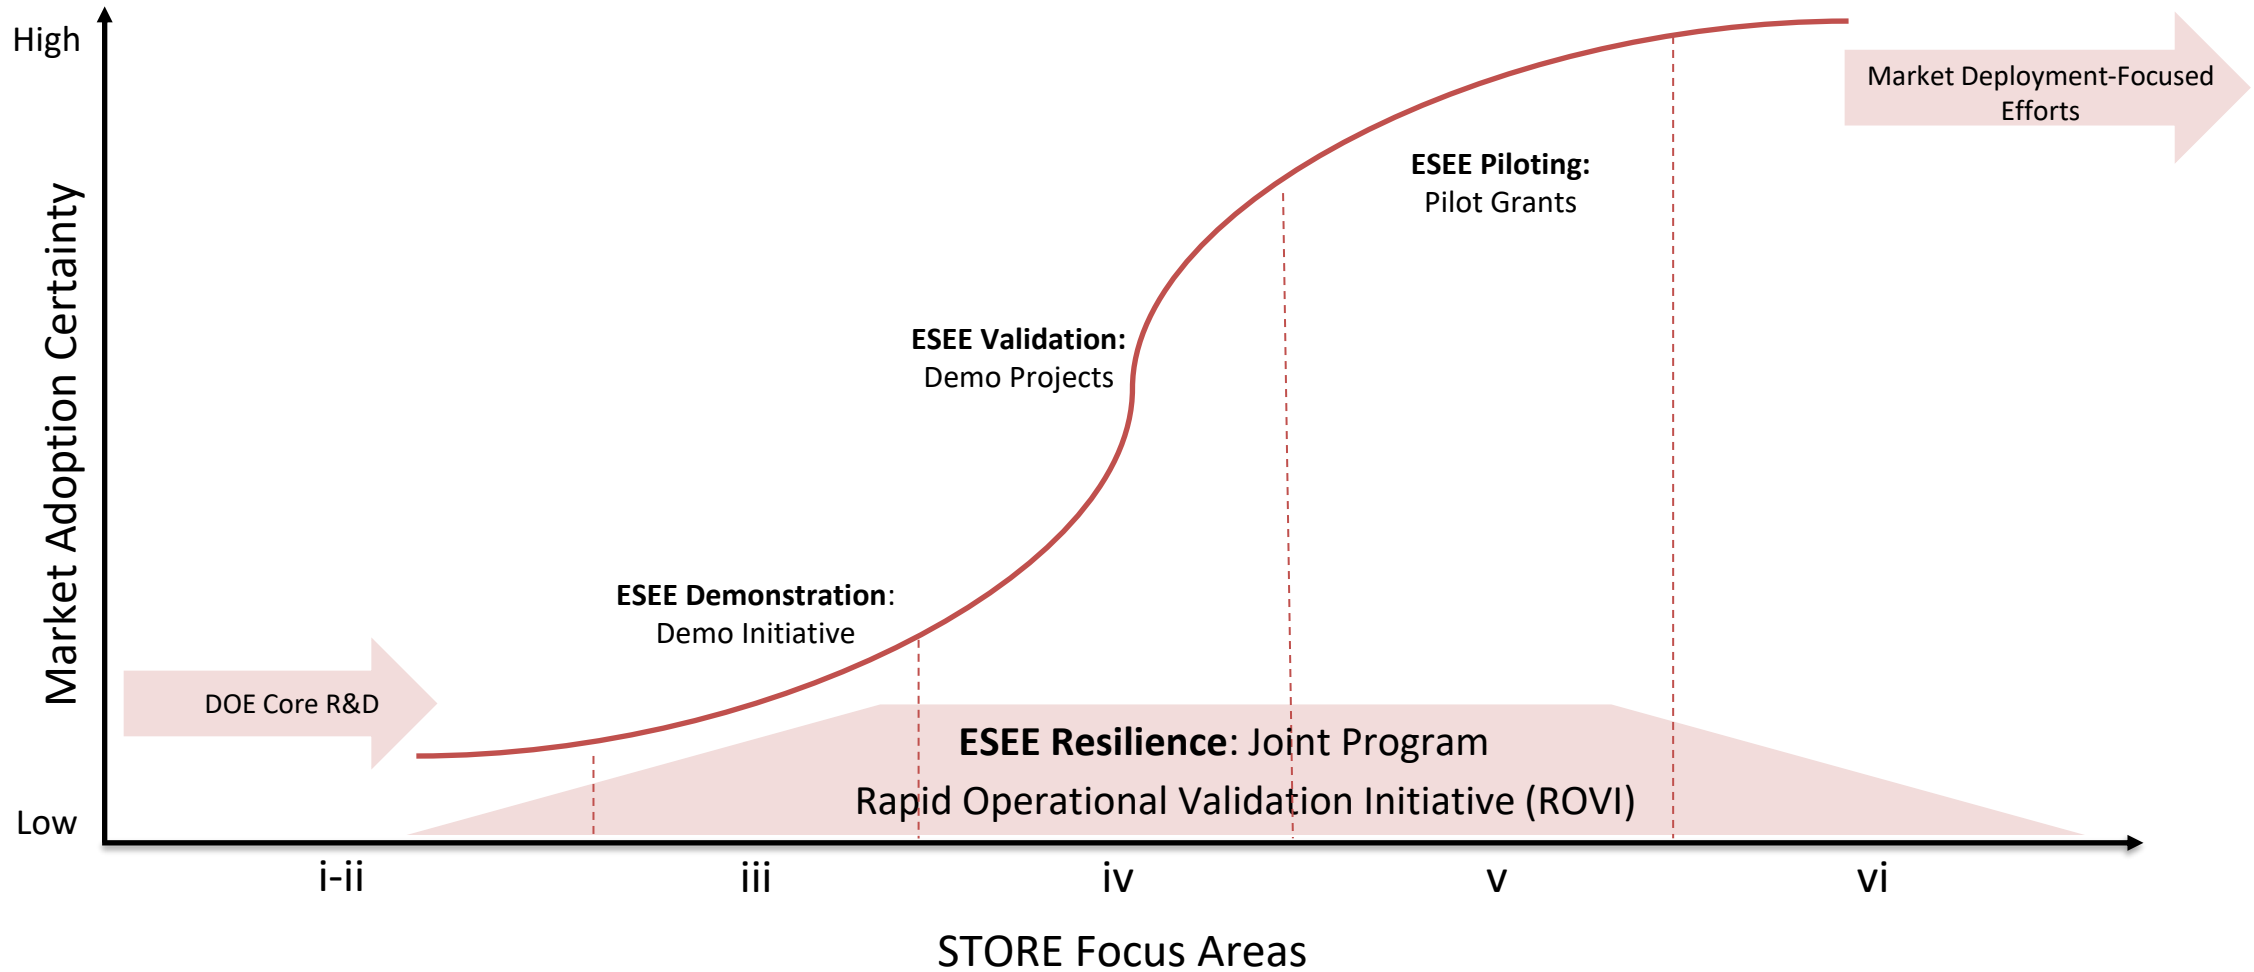 High
Market Deployment-Focused
Efforts
ESEE Piloting:
Pilot Grants
Market Adoption Certainty
ESEE Validation:
Demo Projects
ESEE Demonstration:
Demo Initiative
DOE Core R&D
ESEE Resilience: Joint Program
Rapid Operational Validation Initiative (ROVI)
Low
i-ii
iii
iv
v
vi
STORE Focus Areas